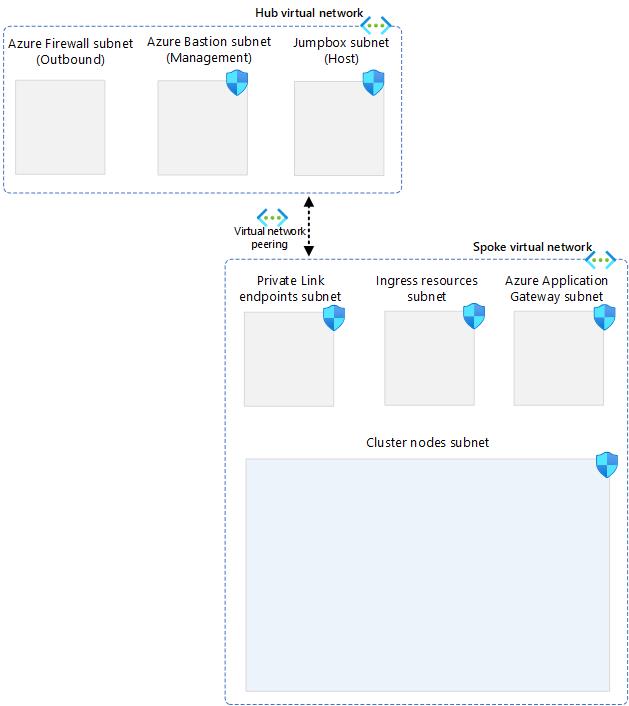 Hub virtual network
Azure Firewall subnet
(Outbound)
Azure Bastion subnet
(Management)
Jumpbox subnet
(Host)
Virtual network
peering
Spoke virtual network
Private Link
endpoints subnet
Ingress resources
subnet
Azure Application
Gateway subnet
Cluster nodes subnet